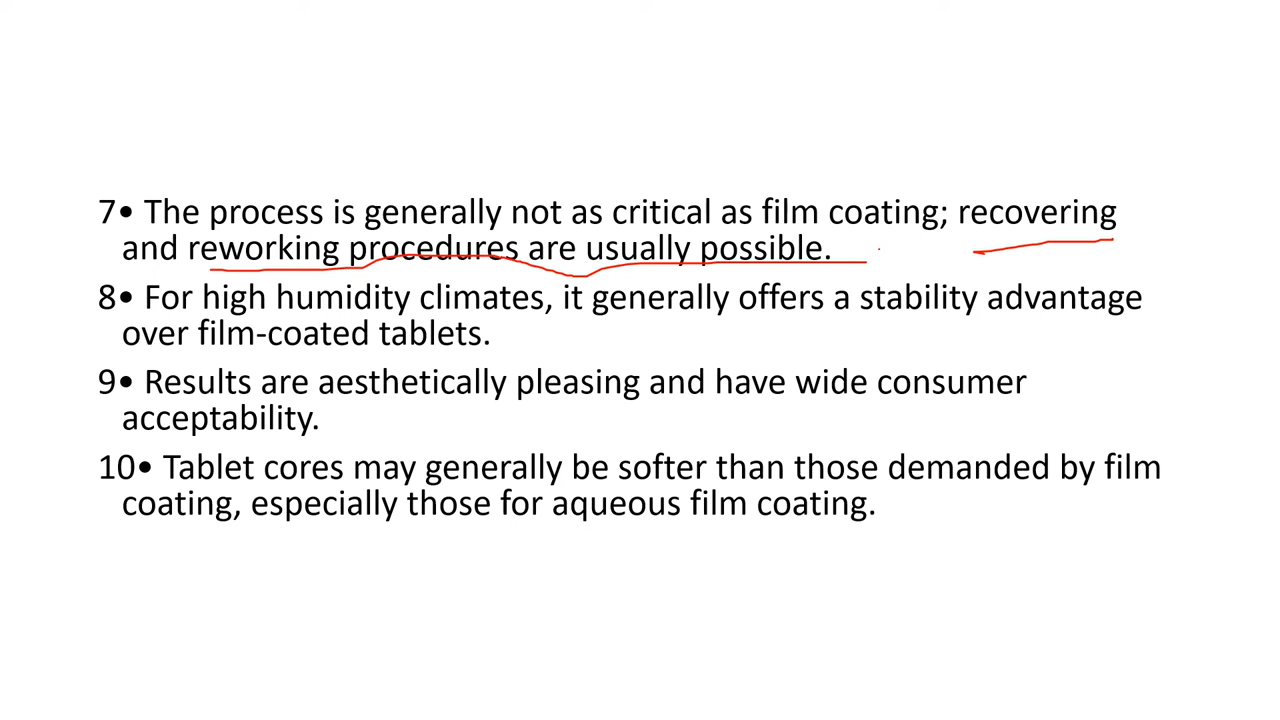 7• The process is generally not as critical as film coating; recovering
and reworking procedures are usually possible.
8• For high humidity climates, it generally offers a stability advantage
over film-coated tablets.
9• Results are aesthetically pleasing and have wide consumer
acceptability.
10• Tablet cores may generally be softer than those demanded by film
coating, especially those for aqueous film coating.